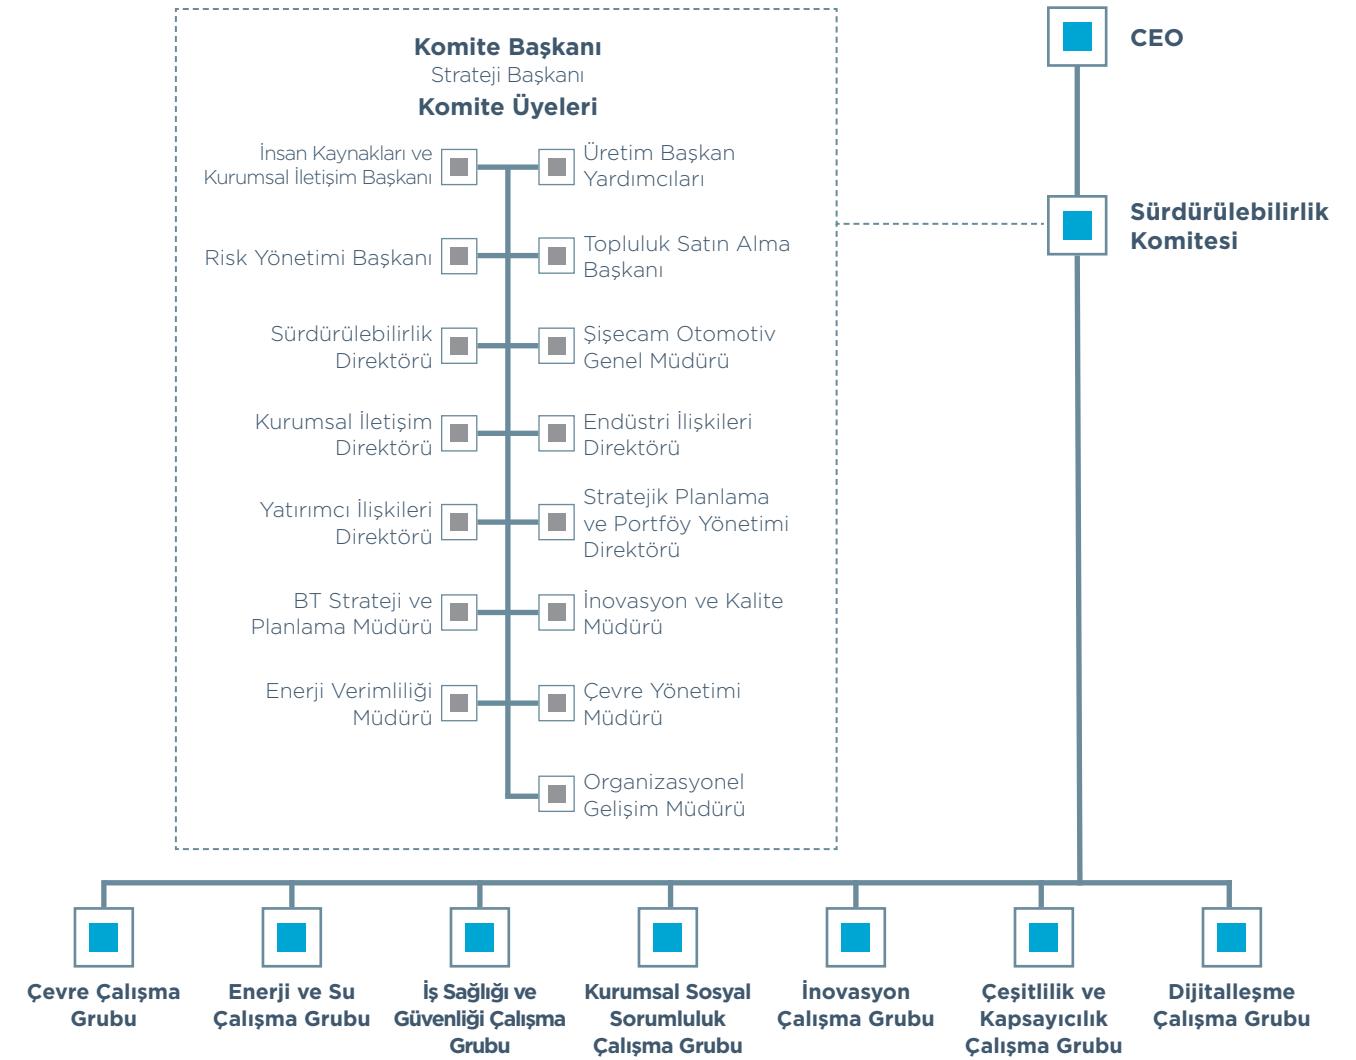 Komite Başkanı
Strateji Başkanı
Komite Üyeleri
İnsan Kaynakları ve
Kurumsal İletişim Başkanı
Üretim Başkan
Yardımcıları
Risk Yönetimi Başkanı
Topluluk Satın Alma
Başkanı
Sürdürülebilirlik
Direktörü
Şişecam Otomotiv
Genel Müdürü
Kurumsal İletişim
Direktörü
Endüstri İlişkileri
Direktörü
Yatırımcı İlişkileri
Direktörü
Stratejik Planlama
ve Portföy Yönetimi
Direktörü
BT Strateji ve
Planlama Müdürü
İnovasyon ve Kalite
Müdürü
Enerji Verimliliği
Müdürü
Çevre Yönetimi
Müdürü
Organizasyonel
Gelişim Müdürü
CEO
Sürdürülebilirlik
Komitesi
Çevre Çalışma
Grubu
Enerji ve Su
Çalışma Grubu
İş Sağlığı ve
Güvenliği Çalışma
Grubu
Kurumsal Sosyal
Sorumluluk
Çalışma Grubu
İnovasyon
Çalışma Grubu
Çeşitlilik ve
Kapsayıcılık
Çalışma Grubu
Dijitalleşme
Çalışma Grubu